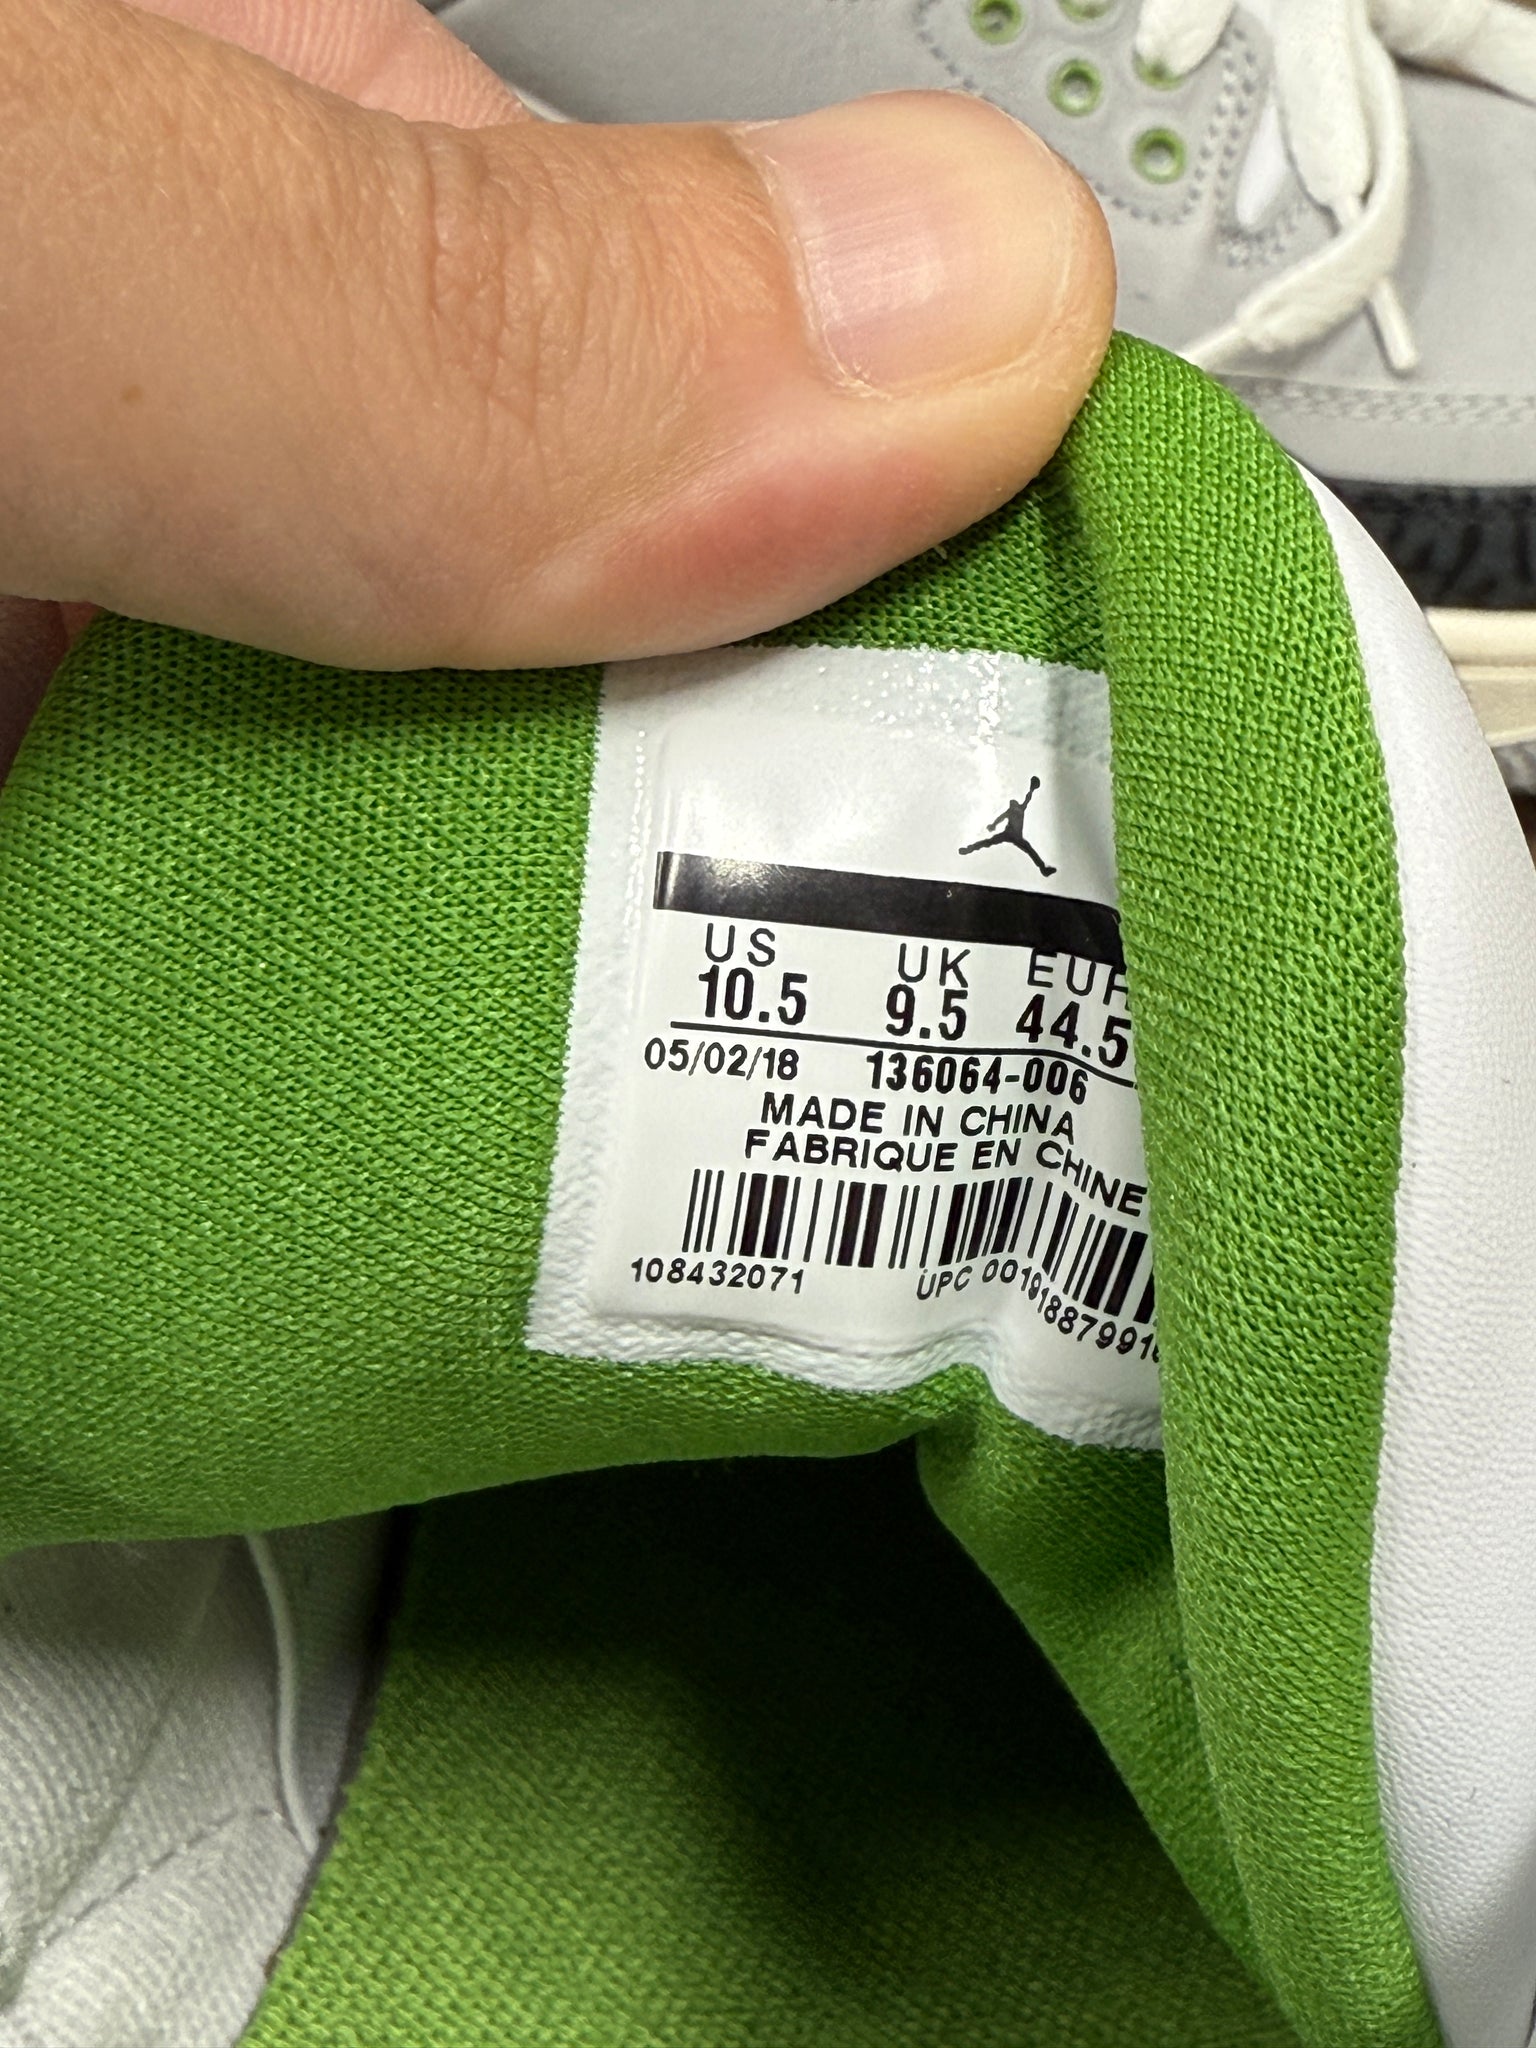 US UK EUR
10.5 9.5 44.5
05/02/18 136064-006
MADE IN CHINA
FABRIQUE EN CHINE
108432071 UPC 00191887991